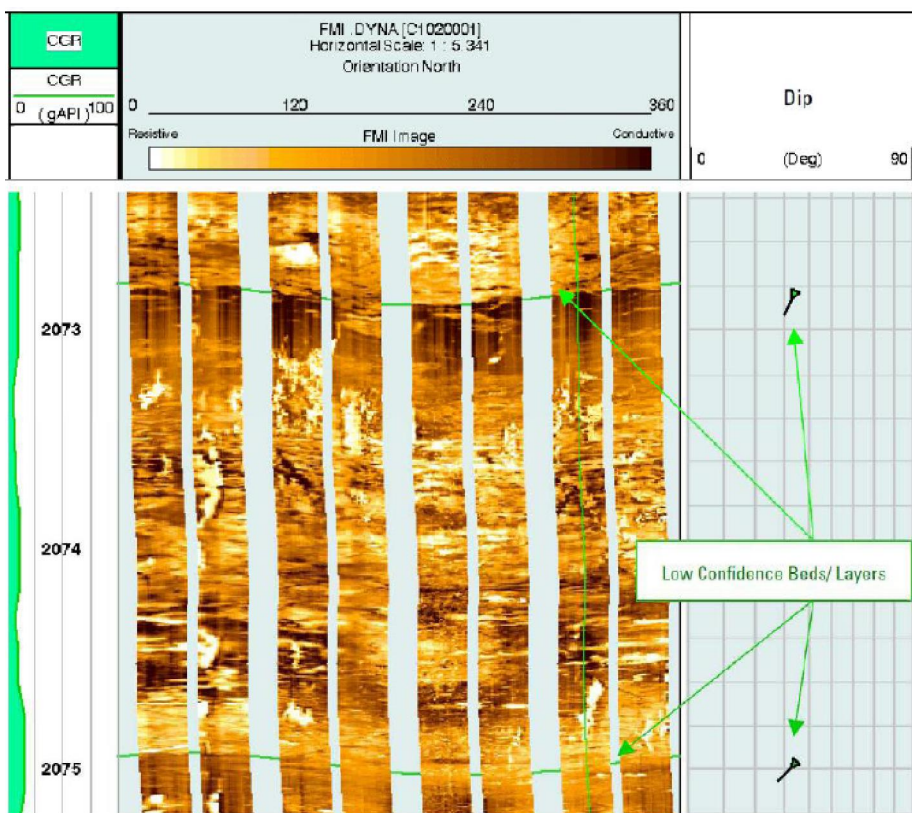 CGR
CGR
0 (gAPI) 100
FMI .DYNA [C1020001]
Horizontal Scale: 1 : 5.341
Orientation North
0 120 240 360
Resistive FMI Image Conductive
Dip
0 (Deg) 90
2073
2074
Low Confidence Beds/ Layers
2075